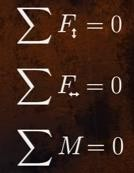 ∑ F↕ = 0
∑ F↔ = 0
∑ M = 0